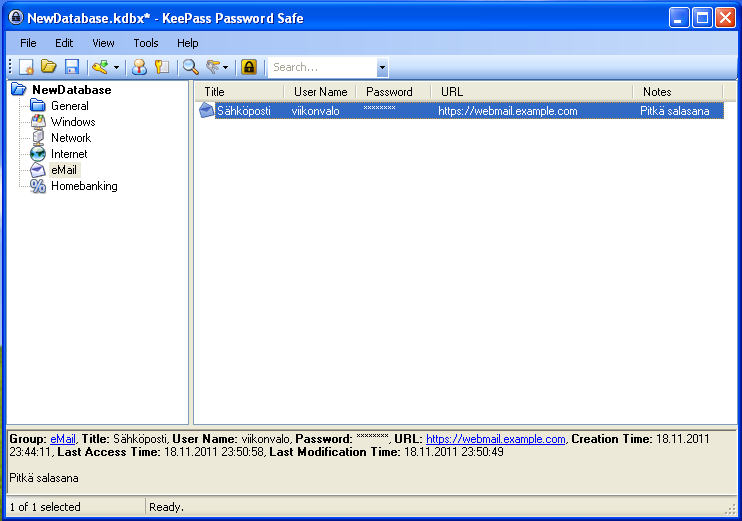 NewDatabase.kdbx* - KeePass Password Safe
File Edit View Tools Help
Search...
NewDatabase
General
Windows
Network
Internet
eMail
Homebanking
Title User Name Password URL Notes
Sähköposti viikonvalo ******** https://webmail.example.com Pitkä salasana
Group: eMail, Title: Sähköposti, User Name: viikonvalo, Password: ********, URL: https://webmail.example.com, Creation Time: 18.11.2011
23:44:11, Last Access Time: 18.11.2011 23:50:58, Last Modification Time: 18.11.2011 23:50:49
Pitkä salasana
1 of 1 selected Ready.